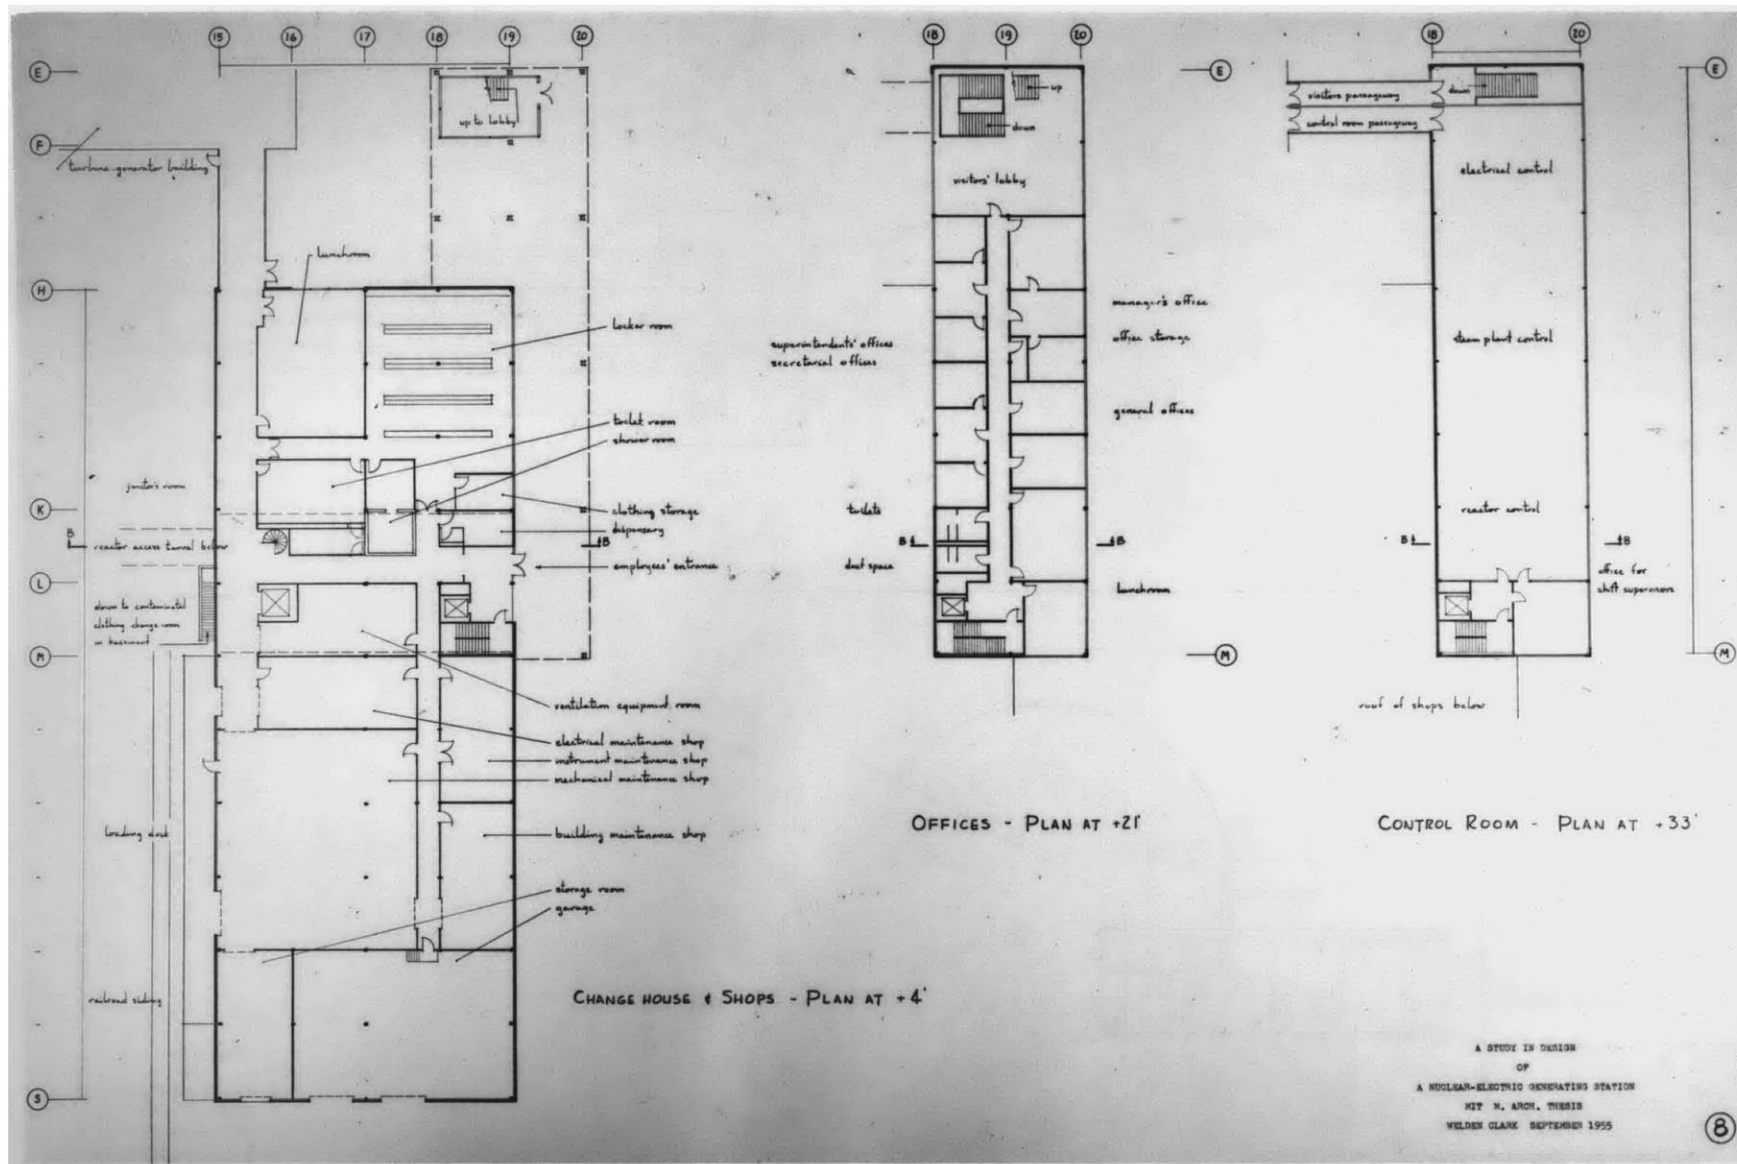 15 16 17 18 19 20
E
F
H
K
L
M
S
up to lobby
turbine-generator building
lunchroom
locker room
toilet room
shower room
janitor's room
clothing storage
dispensary
B
B
reactor access tunnel below
employees' entrance
down to contaminated
clothing change room
in basement
ventilation equipment room
electrical maintenance shop
instrument maintenance shop
mechanical maintenance shop
loading dock
building maintenance shop
storage room
garage
railroad siding
CHANGE HOUSE & SHOPS - PLAN AT +4'
18 19 20
E
up
down
visitors' lobby
manager's office
superintendents' offices
secretarial offices
office storage
general offices
toilets
B
B
duct space
lunchroom
M
OFFICES - PLAN AT +21'
18 20
E
visitors passageway
down
control room passageway
electrical control
steam plant control
reactor control
B
B
office for
shift supervisors
M
roof of shops below
CONTROL ROOM - PLAN AT +33'
A STUDY IN DESIGN
OF
A NUCLEAR-ELECTRIC GENERATING STATION
MIT M. ARCH. THESIS
WELDEN CLARK SEPTEMBER 1955
8